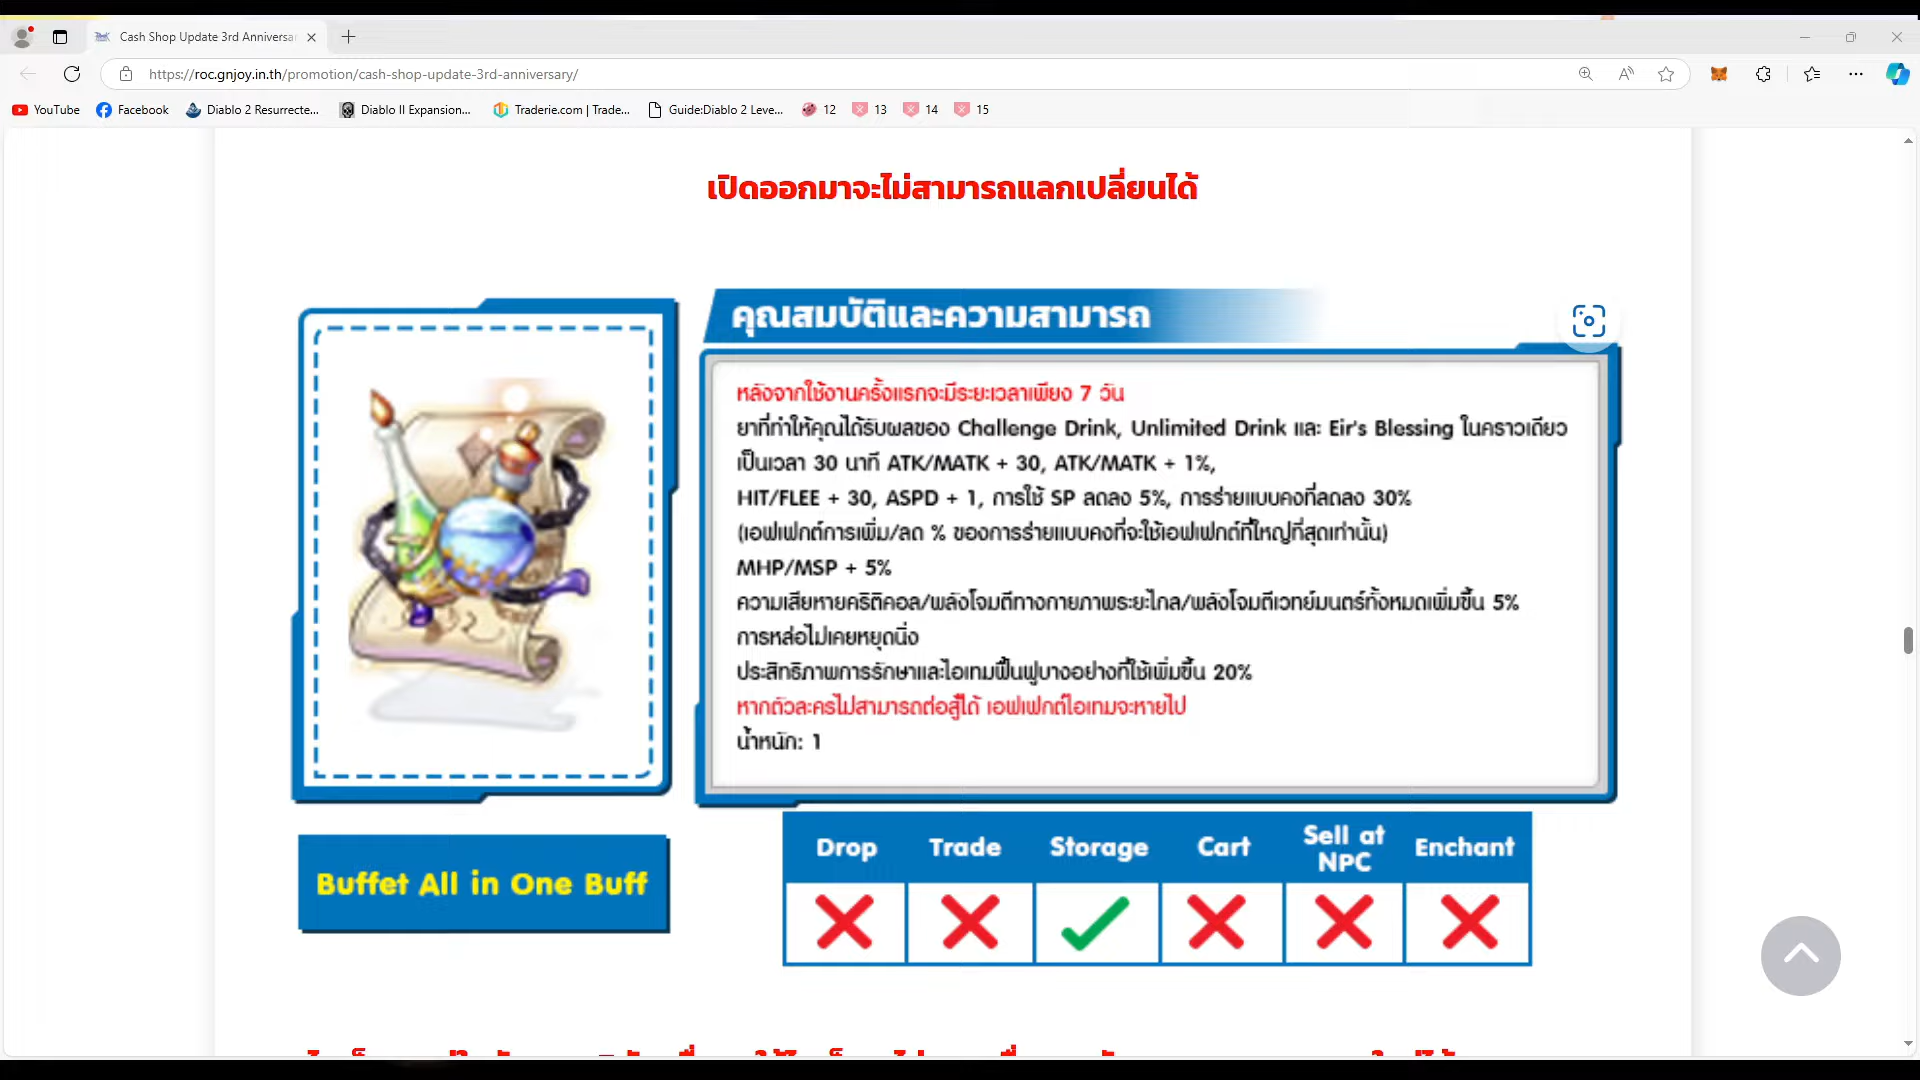 Cash Shop Update 3rd Anniversa
https://roc.gnjoy.in.th/promotion/cash-shop-update-3rd-anniversary/
YouTube Facebook Diablo 2 Resurrecte... Diablo II Expansion... Traderie.com | Trade... Guide:Diablo 2 Leve... 12 13 14 15
เปิดออกมาจะไม่สามารถแลกเปลี่ยนได้
คุณสมบัติและความสามารถ
หลังจากใช้งานครั้งแรกจะมีระยะเวลาเพียง 7 วัน
ยาที่ทำให้คุณได้รับผลของ Challenge Drink, Unlimited Drink และ Eir's Blessing ในคราวเดียว
เป็นเวลา 30 นาที ATK/MATK + 30, ATK/MATK + 1%,
HIT/FLEE + 30, ASPD + 1, การใช้ SP ลดลง 5%, การร่ายแบบคงที่ลดลง 30%
(เอฟเฟกต์การเพิ่ม/ลด % ของการร่ายแบบคงที่จะใช้เอฟเฟกต์ที่ใหญ่ที่สุดเท่านั้น)
MHP/MSP + 5%
ความเสียหายคริติคอล/พลังโจมตีทางกายภาพระยะไกล/พลังโจมตีเวทย์มนตร์ทั้งหมดเพิ่มขึ้น 5%
การหล่อไม่เคยหยุดนิ่ง
ประสิทธิภาพการรักษาและไอเทมฟื้นฟูบางอย่างที่ใช้เพิ่มขึ้น 20%
หากตัวละครไม่สามารถต่อสู้ได้ เอฟเฟกต์ไอเทมจะหายไป
น้ำหนัก: 1
Buffet All in One Buff
Drop Trade Storage Cart Sell at NPC Enchant